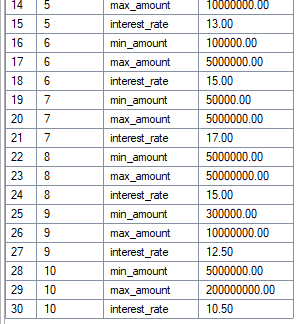 14 5 max_amount 10000000.00
15 5 interest_rate 13.00
16 6 min_amount 100000.00
17 6 max_amount 5000000.00
18 6 interest_rate 15.00
19 7 min_amount 50000.00
20 7 max_amount 5000000.00
21 7 interest_rate 17.00
22 8 min_amount 5000000.00
23 8 max_amount 50000000.00
24 8 interest_rate 15.00
25 9 min_amount 300000.00
26 9 max_amount 10000000.00
27 9 interest_rate 12.50
28 10 min_amount 5000000.00
29 10 max_amount 200000000.00
30 10 interest_rate 10.50